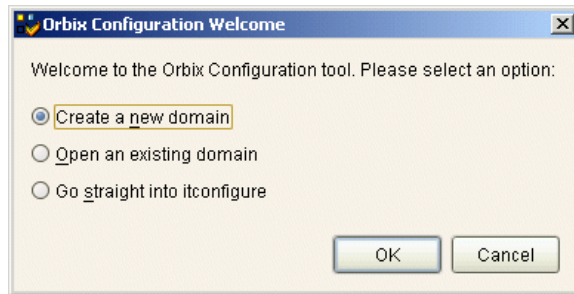 Orbix Configuration Welcome
Welcome to the Orbix Configuration tool. Please select an option:
Create a new domain
Open an existing domain
Go straight into itconfigure
OK Cancel